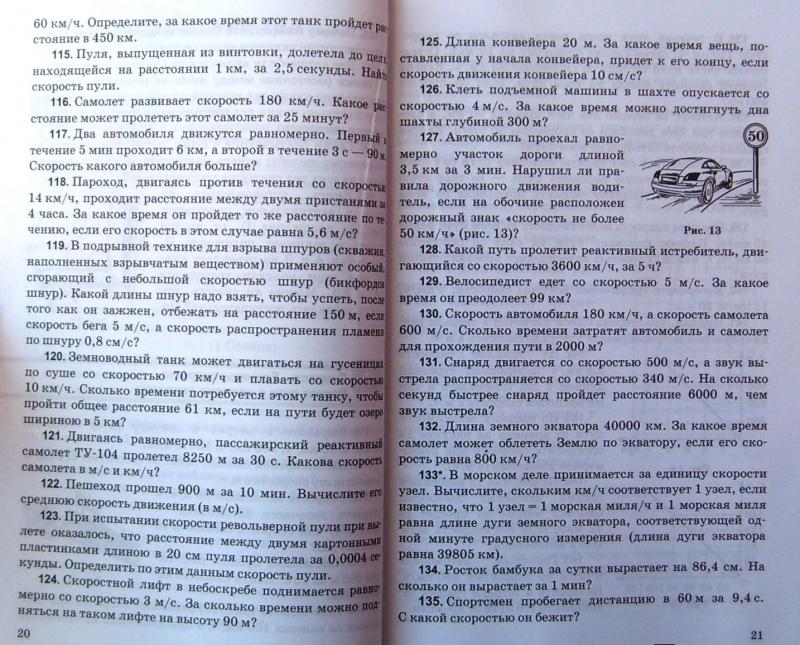 60 км/ч. Определите, за какое время этот танк пройдет рас-
стояние в 450 км.
115. Пуля, выпущенная из винтовки, долетела до цели,
находящейся на расстоянии 1 км, за 2,5 секунды. Найти
скорость пули.
116. Самолет развивает скорость 180 км/ч. Какое рас-
стояние может пролететь этот самолет за 25 минут?
117. Два автомобиля движутся равномерно. Первый в
течение 5 мин проходит 6 км, а второй в течение 3 с — 90 м.
Скорость какого автомобиля больше?
118. Пароход, двигаясь против течения со скоростью
14 км/ч, проходит расстояние между двумя пристанями за
4 часа. За какое время он пройдет то же расстояние по те-
чению, если его скорость в этом случае равна 5,6 м/с?
119. В подрывной технике для взрыва шпуров (скважин,
наполненных взрывчатым веществом) применяют особый,
сгорающий с небольшой скоростью шнур (бикфордов
шнур). Какой длины шнур надо взять, чтобы успеть, после
того как он зажжен, отбежать на расстояние 150 м, если
скорость бега 5 м/с, а скорость распространения пламени
по шнуру 0,8 см/с?
120. Земноводный танк может двигаться на гусеницах
по суше со скоростью 70 км/ч и плавать со скоростью
10 км/ч. Сколько времени потребуется этому танку, чтобы
пройти общее расстояние 61 км, если на пути будет озеро
шириною в 5 км?
121. Двигаясь равномерно, пассажирский реактивный
самолет ТУ-104 пролетел 8250 м за 30 с. Какова скорость
самолета в м/с и км/ч?
122. Пешеход прошел 900 м за 10 мин. Вычислите его
среднюю скорость движения (в м/с).
123. При испытании скорости револьверной пули при вы-
лете оказалось, что расстояние между двумя картонными
пластинками длиною в 20 см пуля пролетела за 0,0004 се-
кунды. Определить по этим данным скорость пули.
124. Скоростной лифт в небоскребе поднимается равно-
мерно со скоростью 3 м/с. За сколько времени можно под-
няться на таком лифте на высоту 90 м?
20
125. Длина конвейера 20 м. За какое время вещь, по-
ставленная у начала конвейера, придет к его концу, если
скорость движения конвейера 10 см/с?
126. Клеть подъемной машины в шахте опускается со
скоростью 4 м/с. За какое время можно достигнуть дна
шахты глубиной 300 м?
127. Автомобиль проехал равно-
мерно участок дороги длиной
3,5 км за 3 мин. Нарушил ли пра-
вила дорожного движения води-
тель, если на обочине расположен
дорожный знак «скорость не более
50 км/ч» (рис. 13)?
50
Рис. 13
128. Какой путь пролетит реактивный истребитель, дви-
гающийся со скоростью 3600 км/ч, за 5 ч?
129. Велосипедист едет со скоростью 5 м/с. За какое
время он преодолеет 99 км?
130. Скорость автомобиля 180 км/ч, а скорость самолета
600 м/с. Сколько времени затратят автомобиль и самолет
для прохождения пути в 2000 м?
131. Снаряд двигается со скоростью 500 м/с, а звук вы-
стрела распространяется со скоростью 340 м/с. На сколько
секунд быстрее снаряд пройдет расстояние 6000 м, чем
звук выстрела?
132. Длина земного экватора 40000 км. За какое время
самолет может облететь Землю по экватору, если его ско-
рость равна 800 км/ч?
133*. В морском деле принимается за единицу скорости
узел. Вычислите, скольким км/ч соответствует 1 узел, если
известно, что 1 узел = 1 морская миля/ч и 1 морская миля
равна длине дуги земного экватора, соответствующей од-
ной минуте градусного измерения (длина дуги экватора
равна 39805 км).
134. Росток бамбука за сутки вырастает на 86,4 см. На
сколько он вырастает за 1 мин?
135. Спортсмен пробегает дистанцию в 60 м за 9,4 с.
С какой скоростью он бежит?
21